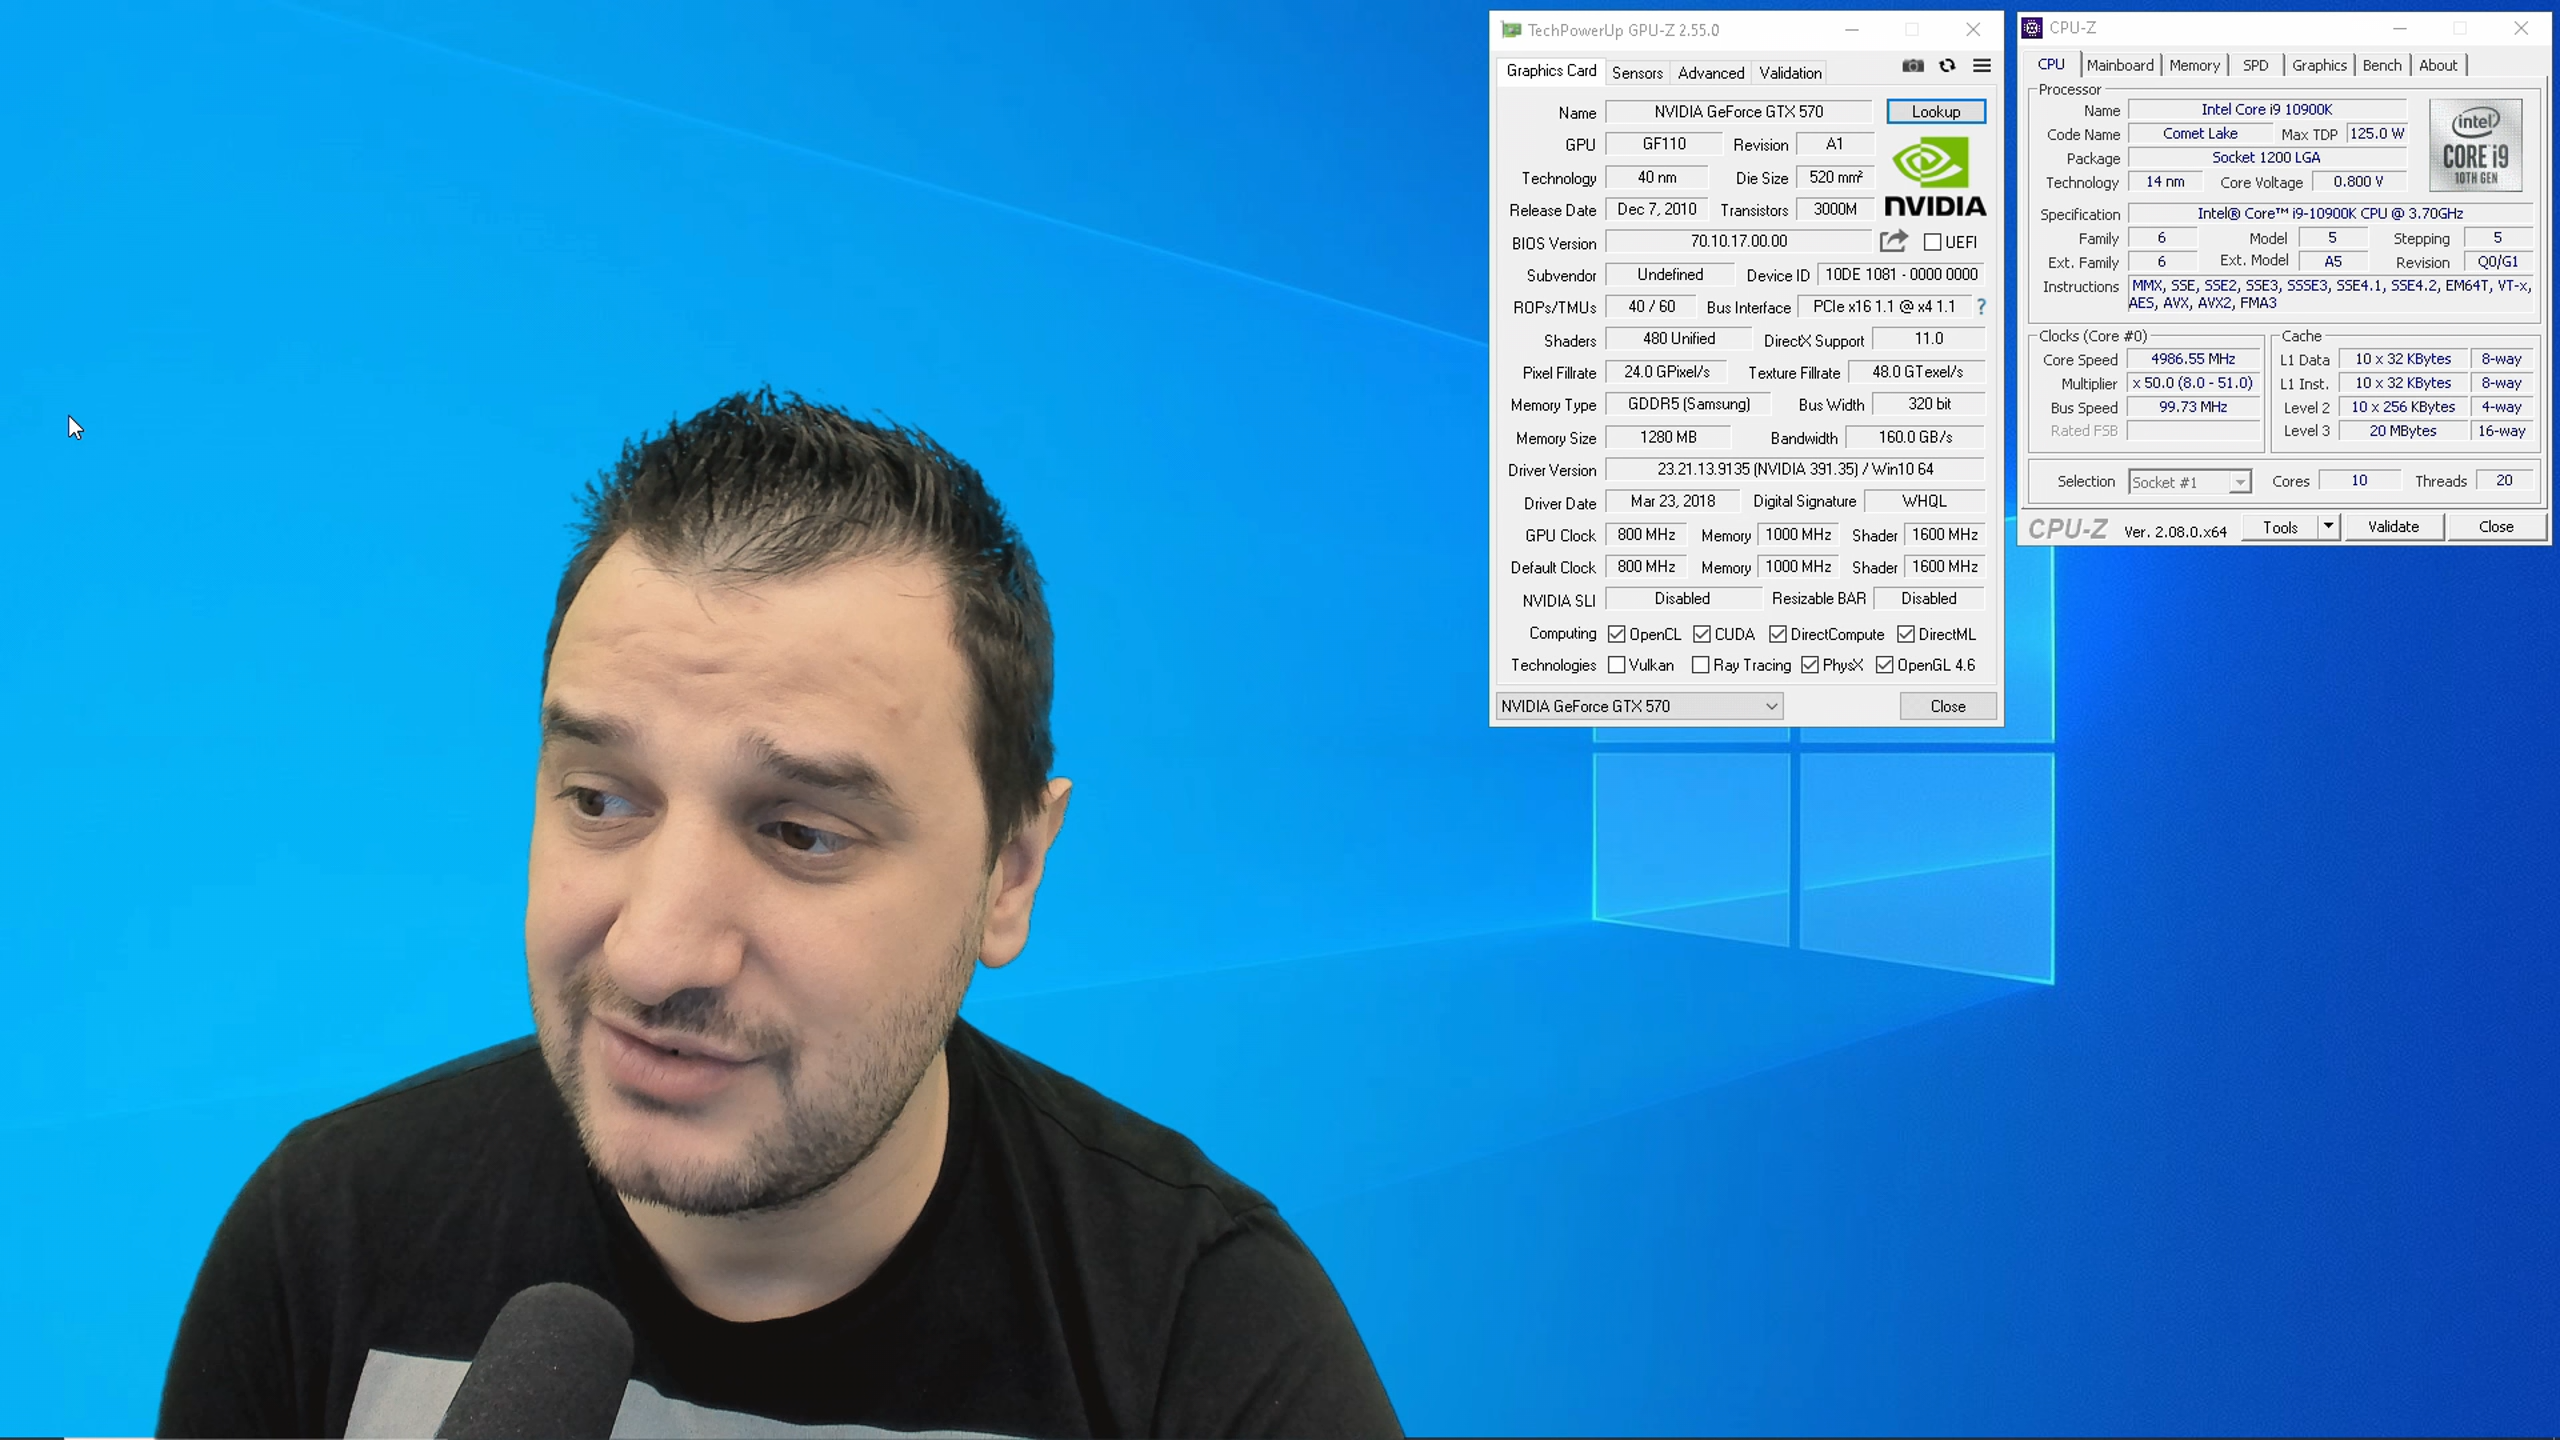 TechPowerUp GPU-Z 2.55.0
Graphics Card Sensors Advanced Validation
Name NVIDIA GeForce GTX 570 Lookup
GPU GF110 Revision A1
Technology 40 nm Die Size 520 mm²
Release Date Dec 7, 2010 Transistors 3000M
NVIDIA
BIOS Version 70.10.17.00.00 UEFI
Subvendor Undefined Device ID 10DE 1081 - 0000 0000
ROPs/TMUs 40 / 60 Bus Interface PCIe x16 1.1 @ x4 1.1 ?
Shaders 480 Unified DirectX Support 11.0
Pixel Fillrate 24.0 GPixel/s Texture Fillrate 48.0 GTexel/s
Memory Type GDDR5 (Samsung) Bus Width 320 bit
Memory Size 1280 MB Bandwidth 160.0 GB/s
Driver Version 23.21.13.9135 (NVIDIA 391.35) / Win10 64
Driver Date Mar 23, 2018 Digital Signature WHQL
GPU Clock 800 MHz Memory 1000 MHz Shader 1600 MHz
Default Clock 800 MHz Memory 1000 MHz Shader 1600 MHz
NVIDIA SLI Disabled Resizable BAR Disabled
Computing OpenCL CUDA DirectCompute DirectML
Technologies Vulkan Ray Tracing PhysX OpenGL 4.6
NVIDIA GeForce GTX 570 Close
CPU-Z
CPU Mainboard Memory SPD Graphics Bench About
Processor
Name Intel Core i9 10900K
Code Name Comet Lake Max TDP 125.0 W
Package Socket 1200 LGA
Technology 14 nm Core Voltage 0.800 V
intel
CORE i9
10TH GEN
Specification Intel® Core™ i9-10900K CPU @ 3.70GHz
Family 6 Model 5 Stepping 5
Ext. Family 6 Ext. Model A5 Revision Q0/G1
Instructions MMX, SSE, SSE2, SSE3, SSSE3, SSE4.1, SSE4.2, EM64T, VT-x,
AES, AVX, AVX2, FMA3
Clocks (Core #0)
Core Speed 4986.55 MHz
Multiplier x 50.0 (8.0 - 51.0)
Bus Speed 99.73 MHz
Rated FSB
Cache
L1 Data 10 x 32 KBytes 8-way
L1 Inst. 10 x 32 KBytes 8-way
Level 2 10 x 256 KBytes 4-way
Level 3 20 MBytes 16-way
Selection Socket #1 Cores 10 Threads 20
CPU-Z Ver. 2.08.0.x64 Tools Validate Close